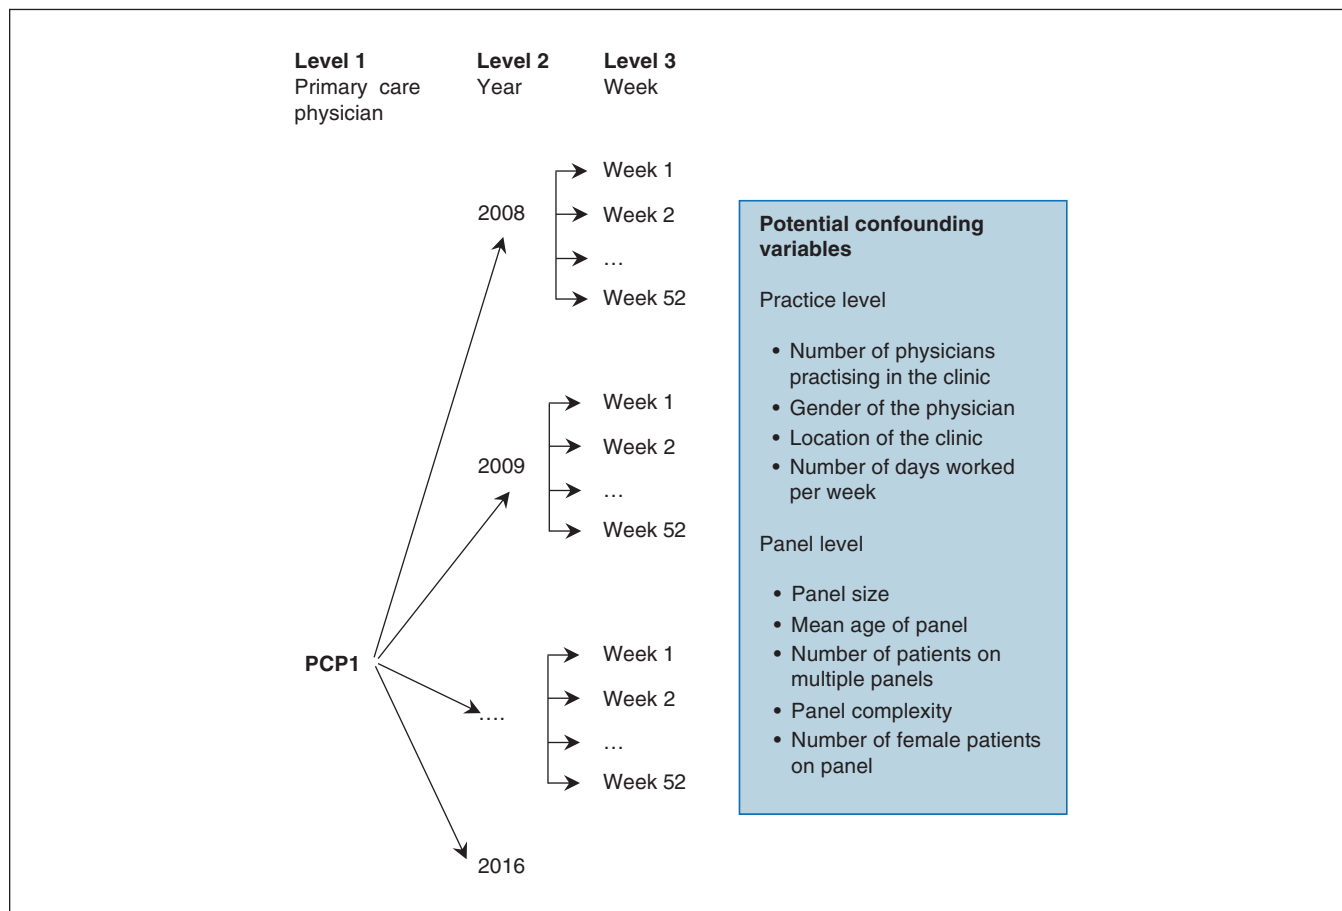 Level 1
Primary care
physician
Level 2
Year
Level 3
Week
PCP1
2008
Week 1
Week 2
…
Week 52
2009
Week 1
Week 2
…
Week 52
….
Week 1
Week 2
…
Week 52
2016
Potential confounding
variables
Practice level
• Number of physicians
practising in the clinic
• Gender of the physician
• Location of the clinic
• Number of days worked
per week
Panel level
• Panel size
• Mean age of panel
• Number of patients on
multiple panels
• Panel complexity
• Number of female patients
on panel